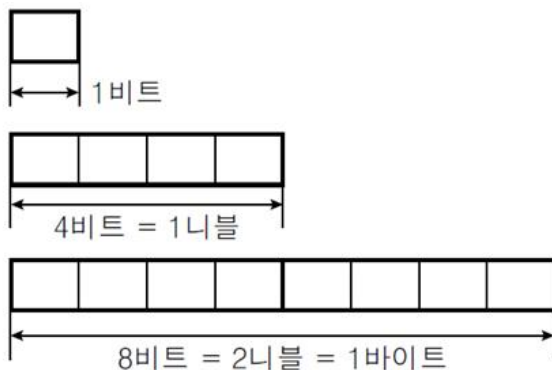 1비트
4비트 = 1니블
8비트 = 2니블 = 1바이트